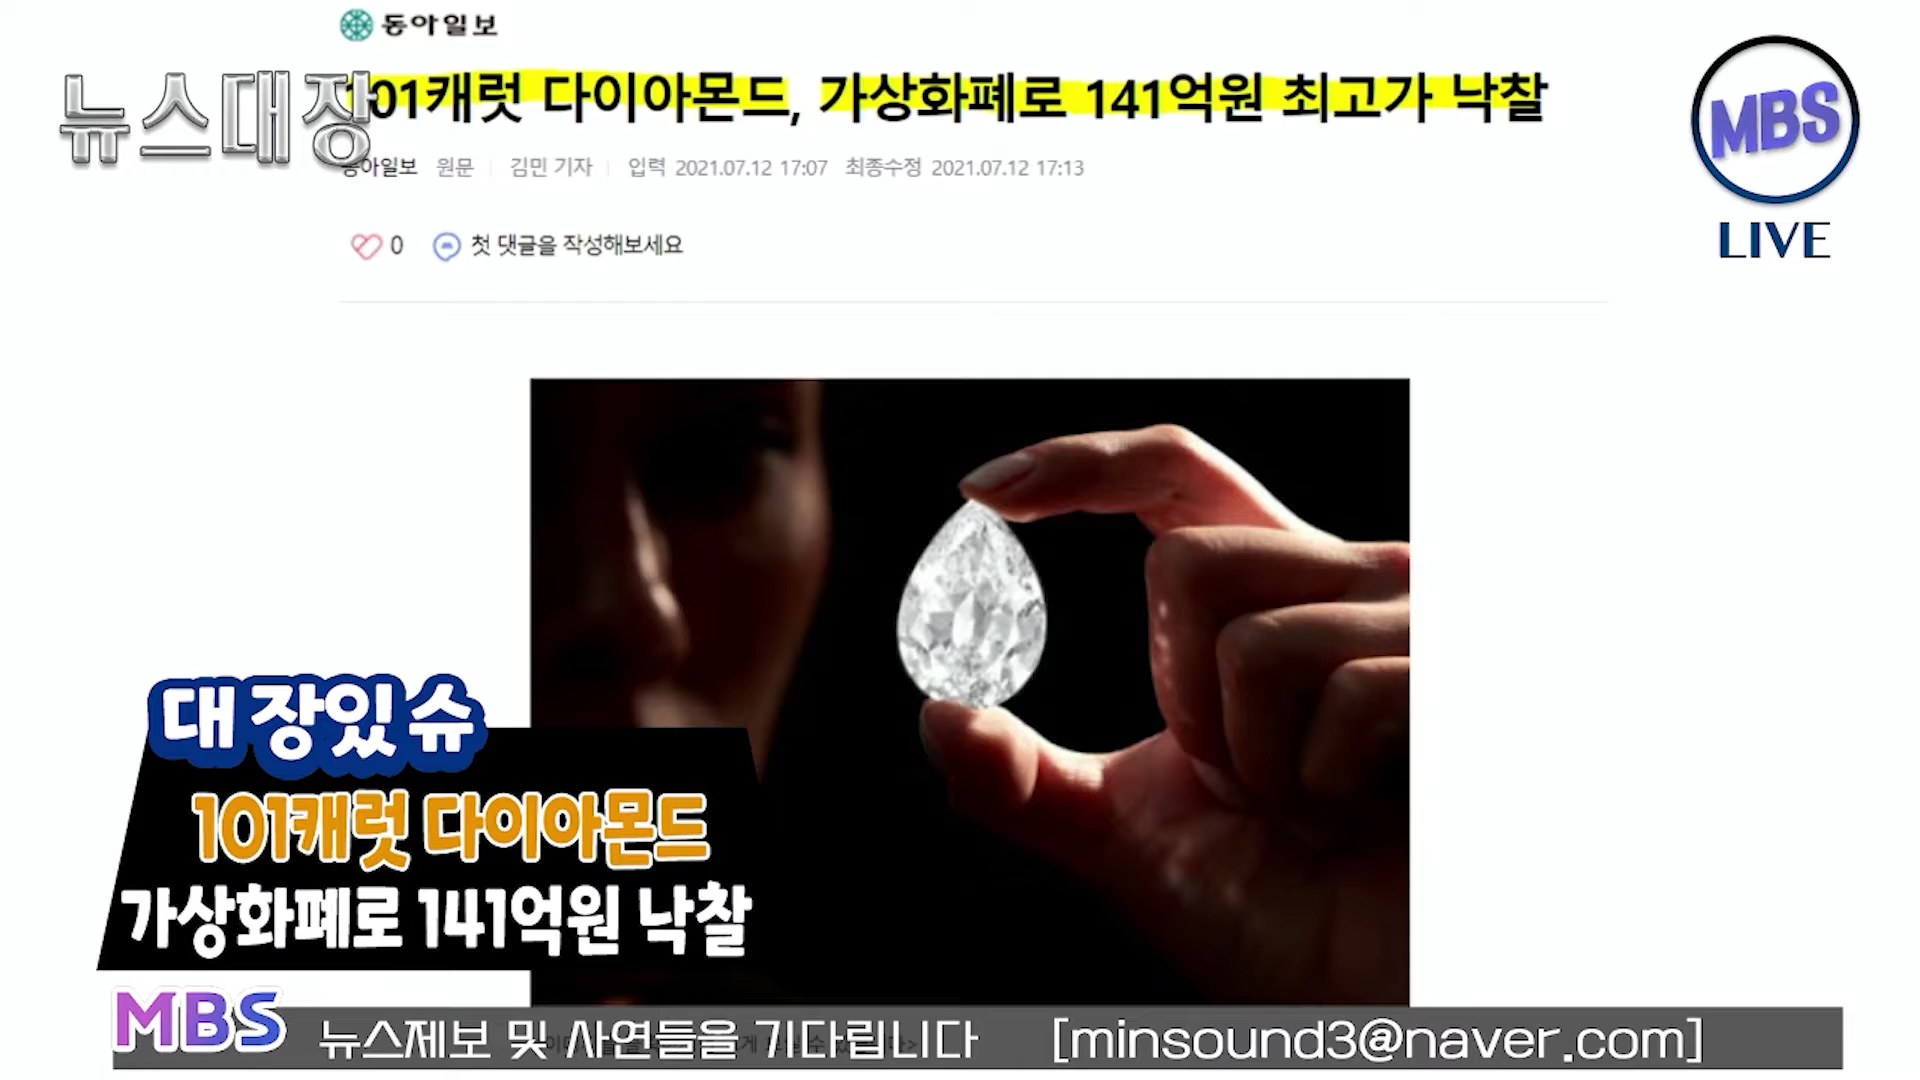 동아일보
뉴스대장
101캐럿 다이아몬드, 가상화폐로 141억원 최고가 낙찰
동아일보 원문 김민 기자 입력 2021.07.12 17:07 최종수정 2021.07.12 17:13
0 첫 댓글을 작성해보세요
MBS
LIVE
대장있슈
101캐럿 다이아몬드
가상화폐로 141억원 낙찰
MBS 뉴스제보 및 사연들을 기다립니다 [minsound3@naver.com]